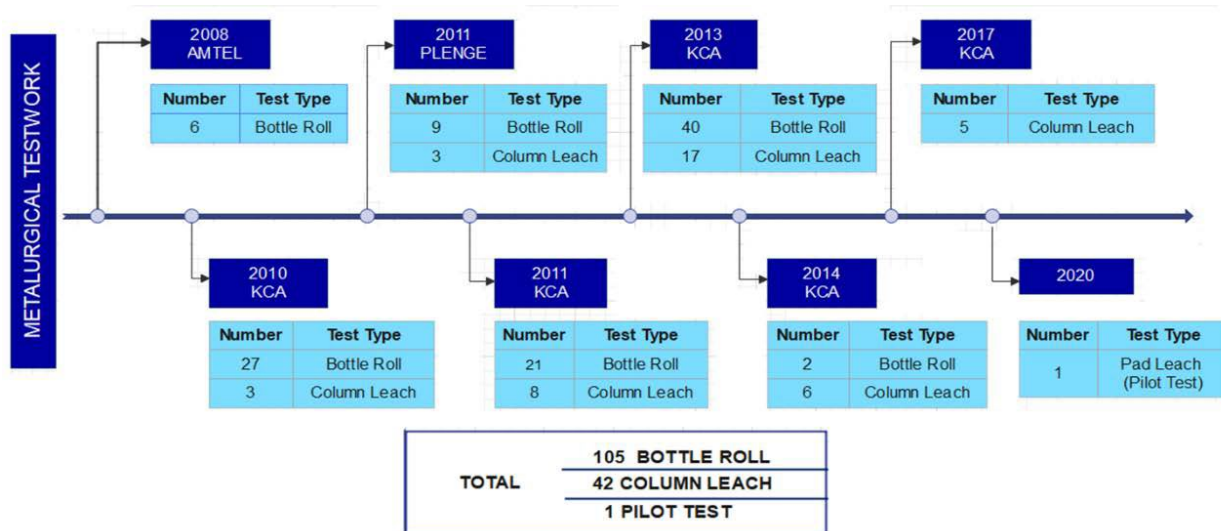 METALURGICAL TESTWORK
2008
AMTEL
Number Test Type
6 Bottle Roll
2011
PLENGE
Number Test Type
9 Bottle Roll
3 Column Leach
2013
KCA
Number Test Type
40 Bottle Roll
17 Column Leach
2017
KCA
Number Test Type
5 Column Leach
2010
KCA
Number Test Type
27 Bottle Roll
3 Column Leach
2011
KCA
Number Test Type
21 Bottle Roll
8 Column Leach
2014
KCA
Number Test Type
2 Bottle Roll
6 Column Leach
2020
Number Test Type
1 Pad Leach
(Pilot Test)
TOTAL
105 BOTTLE ROLL
42 COLUMN LEACH
1 PILOT TEST